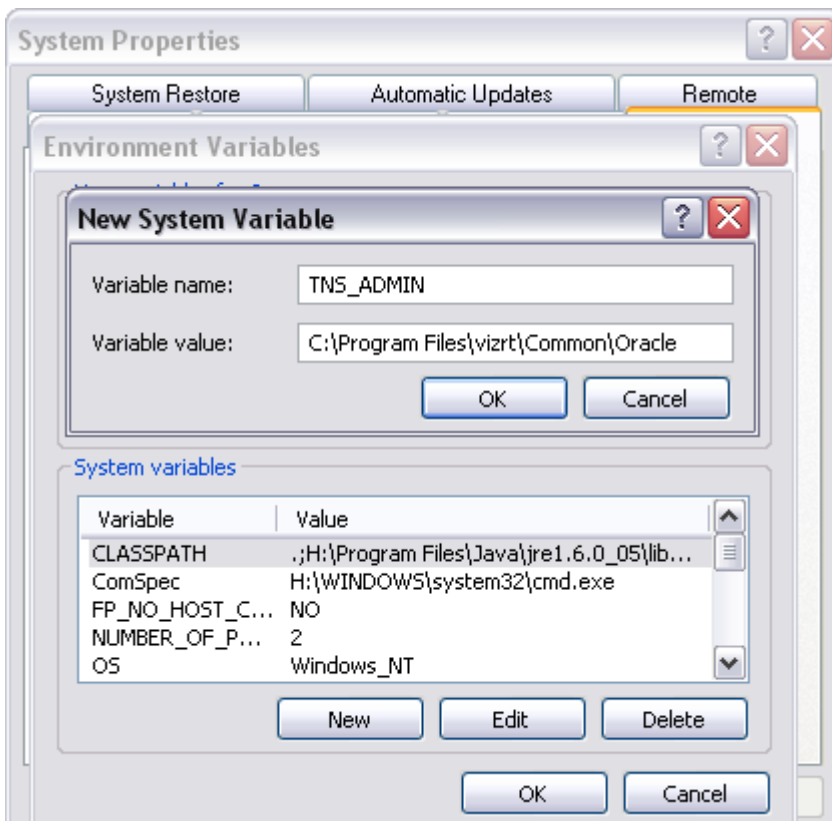 System Properties
System Restore Automatic Updates Remote
Environment Variables
New System Variable
Variable name: TNS_ADMIN
Variable value: C:\Program Files\vizrt\Common\Oracle
OK Cancel
System variables
Variable Value
CLASSPATH .;H:\Program Files\Java\jre1.6.0_05\lib...
ComSpec H:\WINDOWS\system32\cmd.exe
FP_NO_HOST_C... NO
NUMBER_OF_P... 2
OS Windows_NT
New Edit Delete
OK Cancel